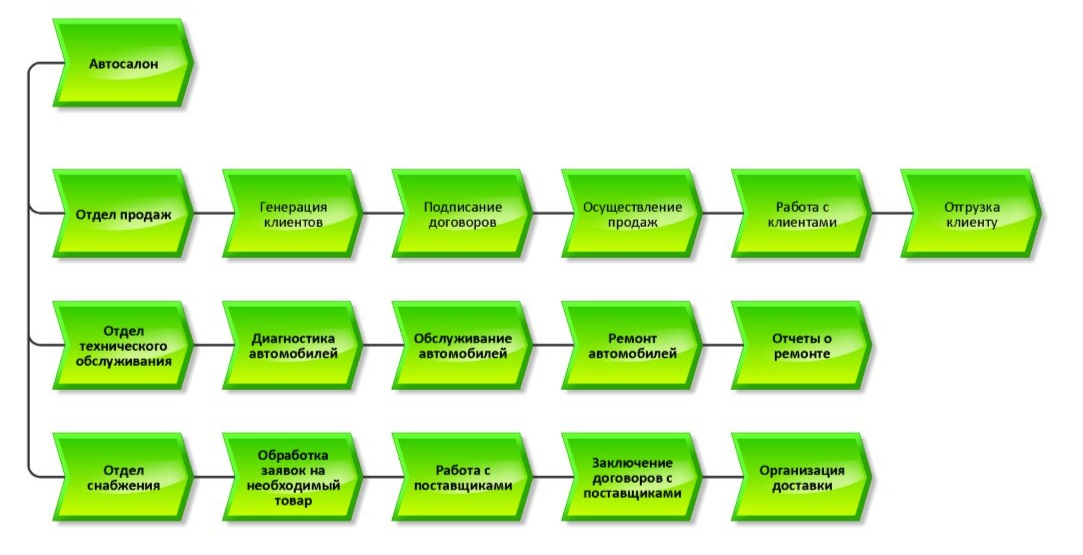 Автосалон
Отдел продаж
Генерация
клиентов
Подписание
договоров
Осуществление
продаж
Работа с
клиентами
Отгрузка
клиенту
Отдел
технического
обслуживания
Диагностика
автомобилей
Обслуживание
автомобилей
Ремонт
автомобилей
Отчеты о
ремонте
Отдел
снабжения
Обработка
заявок на
необходимый
товар
Работа с
поставщиками
Заключение
договоров с
поставщиками
Организация
доставки